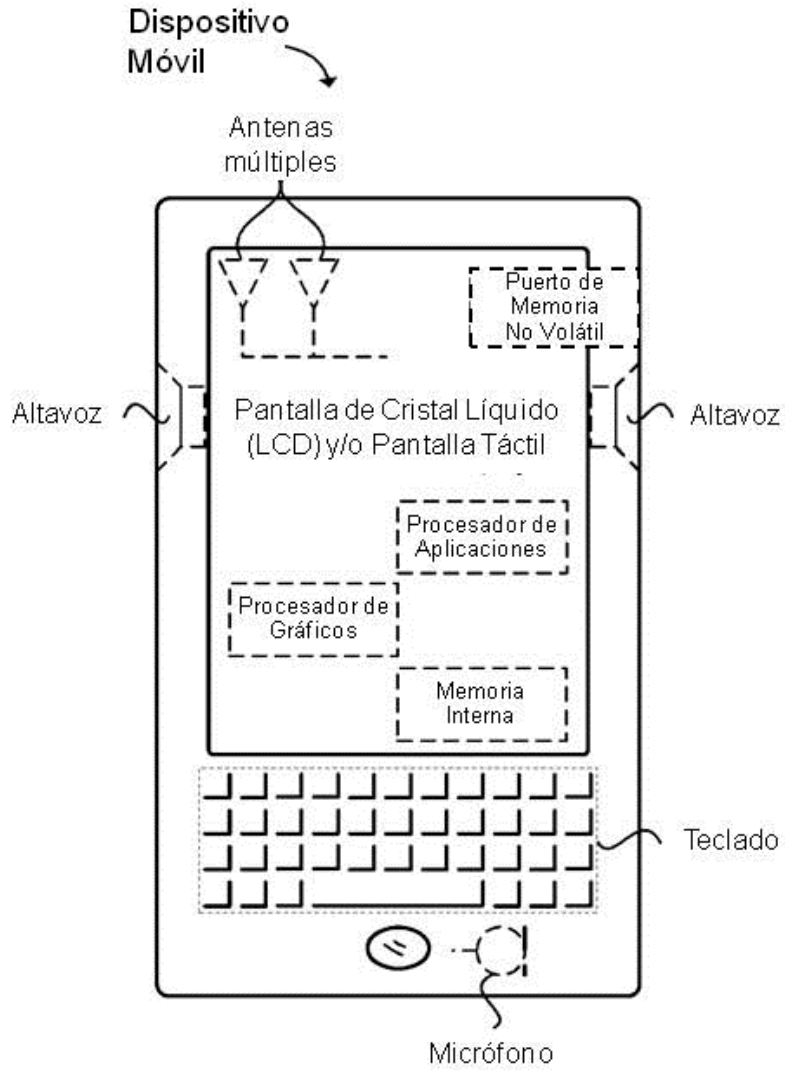 Dispositivo
Móvil
Antenas
múltiples
Puerto de
Memoria
No Volátil
Altavoz
Pantalla de Cristal Líquido
(LCD) y/o Pantalla Táctil
Altavoz
Procesador de
Aplicaciones
Procesador de
Gráficos
Memoria
Interna
Teclado
Micrófono